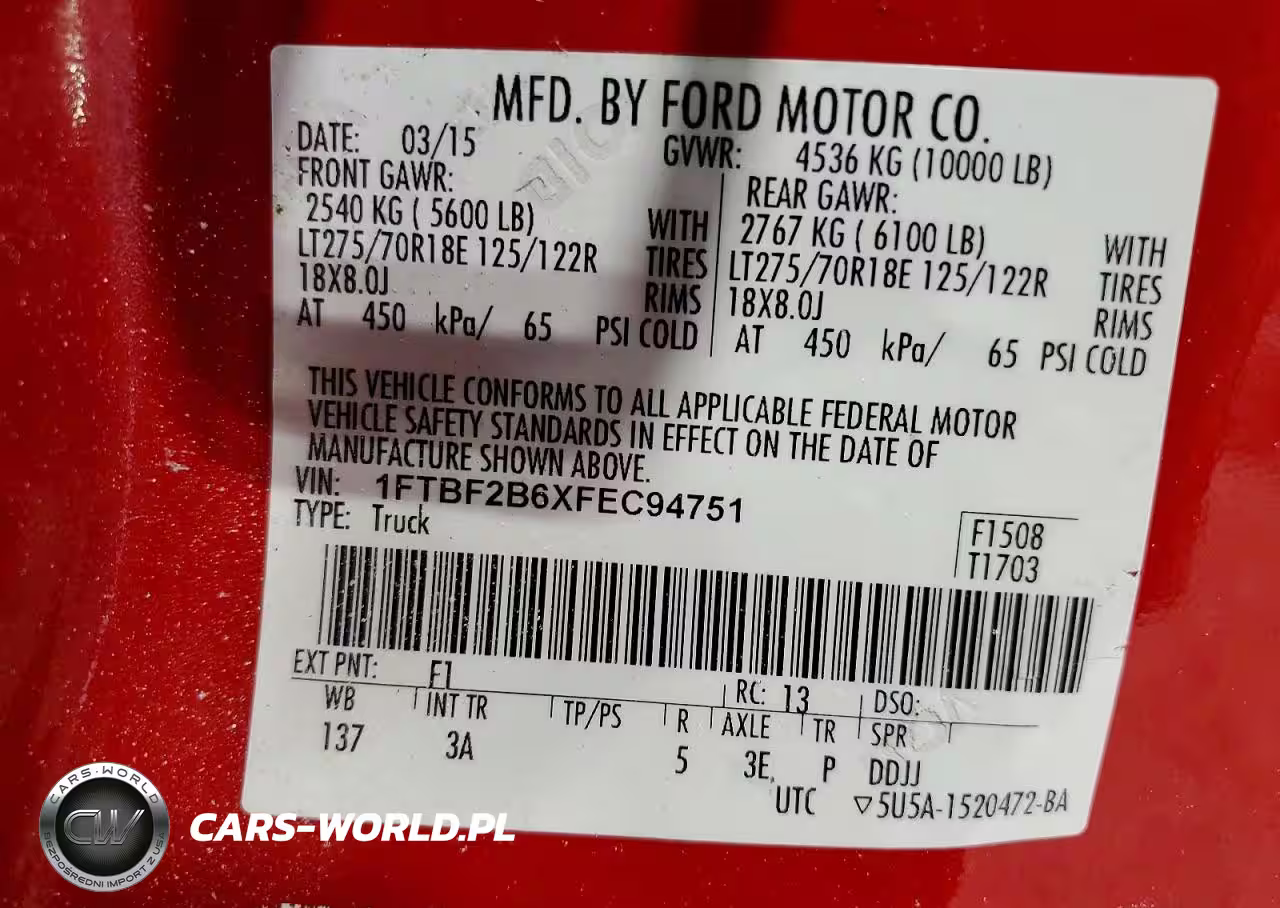 MFD. BY FORD MOTOR CO.
DATE: 03/15 GVWR: 4536 KG (10000 LB)
FRONT GAWR: REAR GAWR:
2540 KG ( 5600 LB) WITH 2767 KG ( 6100 LB) WITH
LT275/70R18E 125/122R TIRES LT275/70R18E 125/122R TIRES
18X8.0J RIMS 18X8.0J RIMS
AT 450 kPa/ 65 PSI COLD AT 450 kPa/ 65 PSI COLD
THIS VEHICLE CONFORMS TO ALL APPLICABLE FEDERAL MOTOR
VEHICLE SAFETY STANDARDS IN EFFECT ON THE DATE OF
MANUFACTURE SHOWN ABOVE.
VIN: 1FTBF2B6XFEC94751
TYPE: Truck
F1508
T1703
EXT PNT: F1 RC: 13 DSO:
WB INT TR TP/PS R AXLE TR SPR
137 3A 5 3E P DDJJ
UTC ▽5U5A-1520472-BA
CARS-WORLD
CW
BEZPOŚREDNI IMPORT Z USA
CARS-WORLD.PL